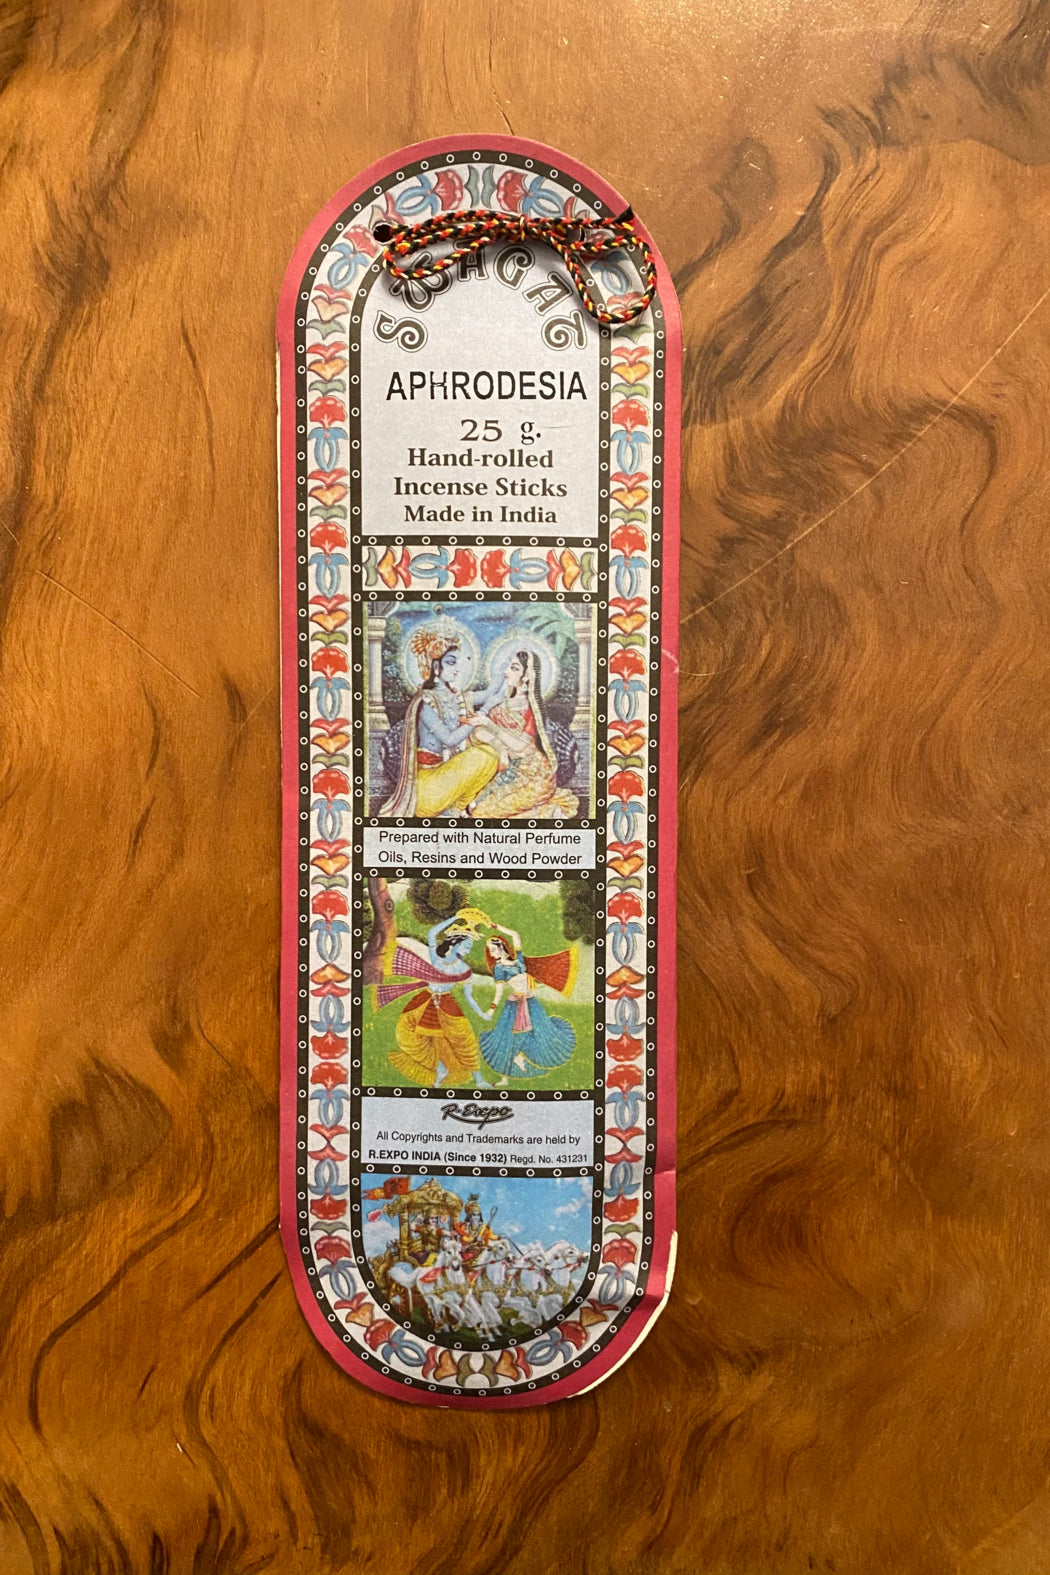 SWAGAT
APHRODESIA
25 g.
Hand-rolled
Incense Sticks
Made in India
Prepared with Natural Perfume
Oils, Resins and Wood Powder
R-Expo
All Copyrights and Trademarks are held by
R.EXPO INDIA (Since 1932) Regd. No. 431231